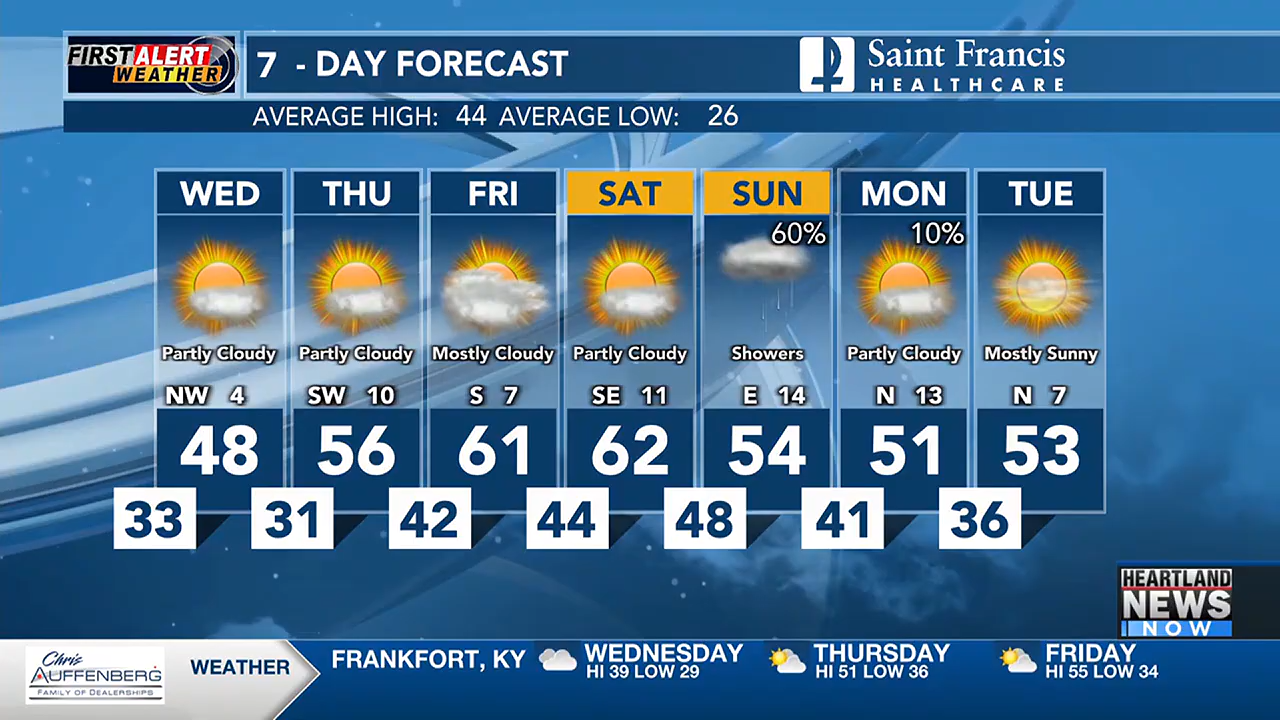 FIRST ALERT
WEATHER
7 - DAY FORECAST
Saint Francis
HEALTHCARE
AVERAGE HIGH: 44 AVERAGE LOW: 26
WED THU FRI SAT SUN MON TUE
60% 10%
Partly Cloudy Partly Cloudy Mostly Cloudy Partly Cloudy Showers Partly Cloudy Mostly Sunny
NW 4 SW 10 S 7 SE 11 E 14 N 13 N 7
48 56 61 62 54 51 53
33 31 42 44 48 41 36
HEARTLAND
NEWS
NOW
Chris
AUFFENBERG
FAMILY OF DEALERSHIPS
WEATHER
FRANKFORT, KY
WEDNESDAY
HI 39 LOW 29
THURSDAY
HI 51 LOW 36
FRIDAY
HI 55 LOW 34